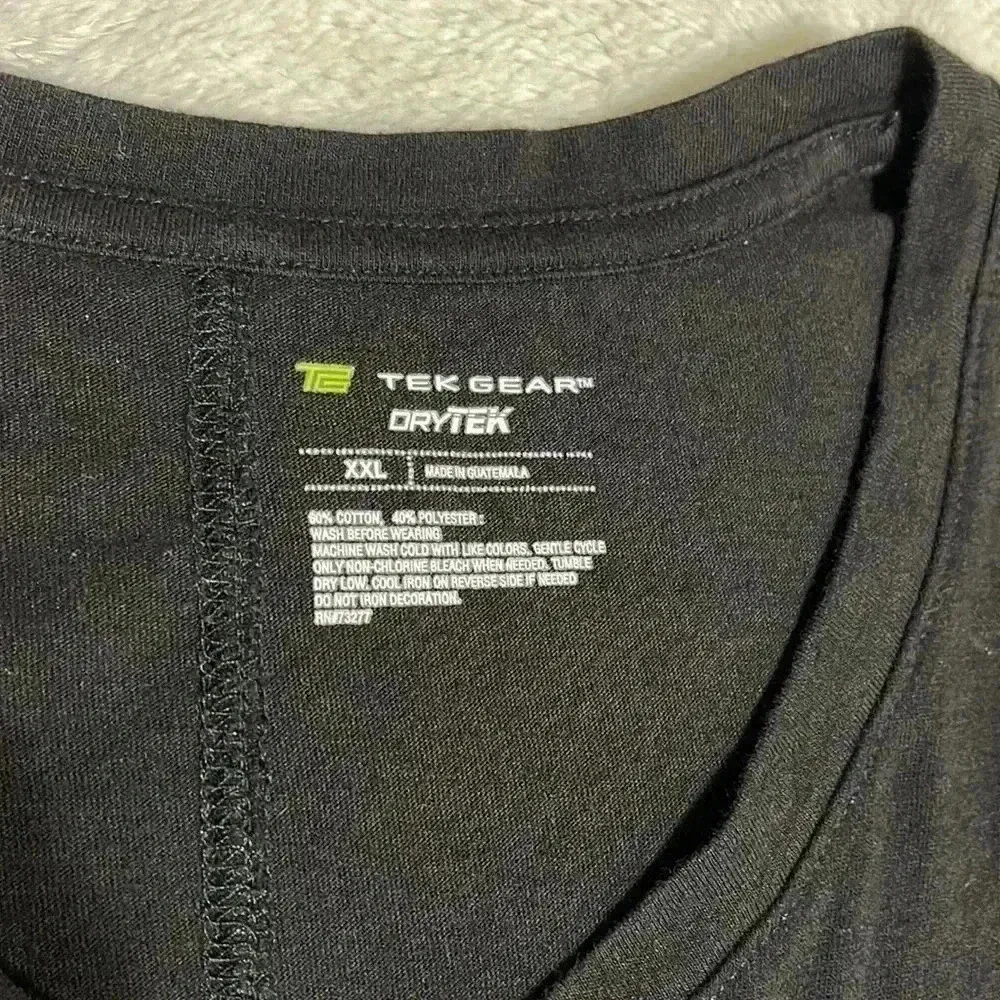 TG TEK GEAR™
DRYTEK
XXL MADE IN GUATEMALA
60% COTTON, 40% POLYESTER :
WASH BEFORE WEARING
MACHINE WASH COLD WITH LIKE COLORS, GENTLE CYCLE
ONLY NON-CHLORINE BLEACH WHEN NEEDED, TUMBLE
DRY LOW, COOL IRON ON REVERSE SIDE IF NEEDED
DO NOT IRON DECORATION.
RN#73277